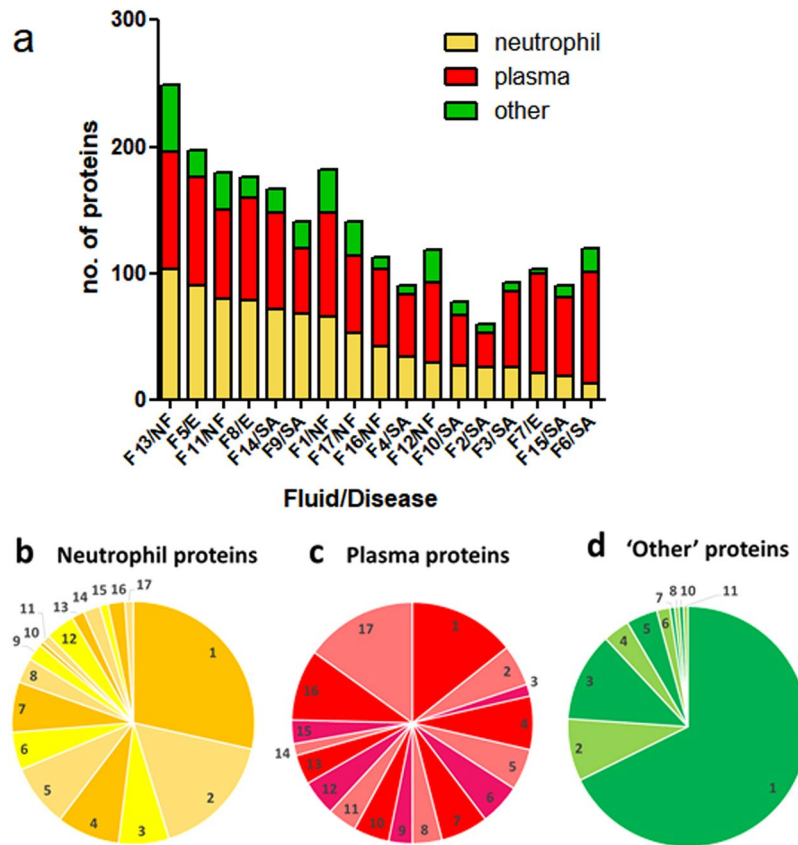 a
300
200
100
0
no. of proteins
neutrophil
plasma
other
F13/NF
F5/E
F11/NF
F8/E
F14/SA
F9/SA
F1/NF
F17/NF
F16/NF
F4/SA
F12/NF
F10/SA
F2/SA
F3/SA
F7/E
F15/SA
F6/SA
Fluid/Disease
b Neutrophil proteins
1
2
3
4
5
6
7
8
9
10
11
12
13
14
15
16
17
c Plasma proteins
1
2
3
4
5
6
7
8
9
10
11
12
13
14
15
16
17
d 'Other' proteins
1
2
3
4
5
6
7
8
10
11